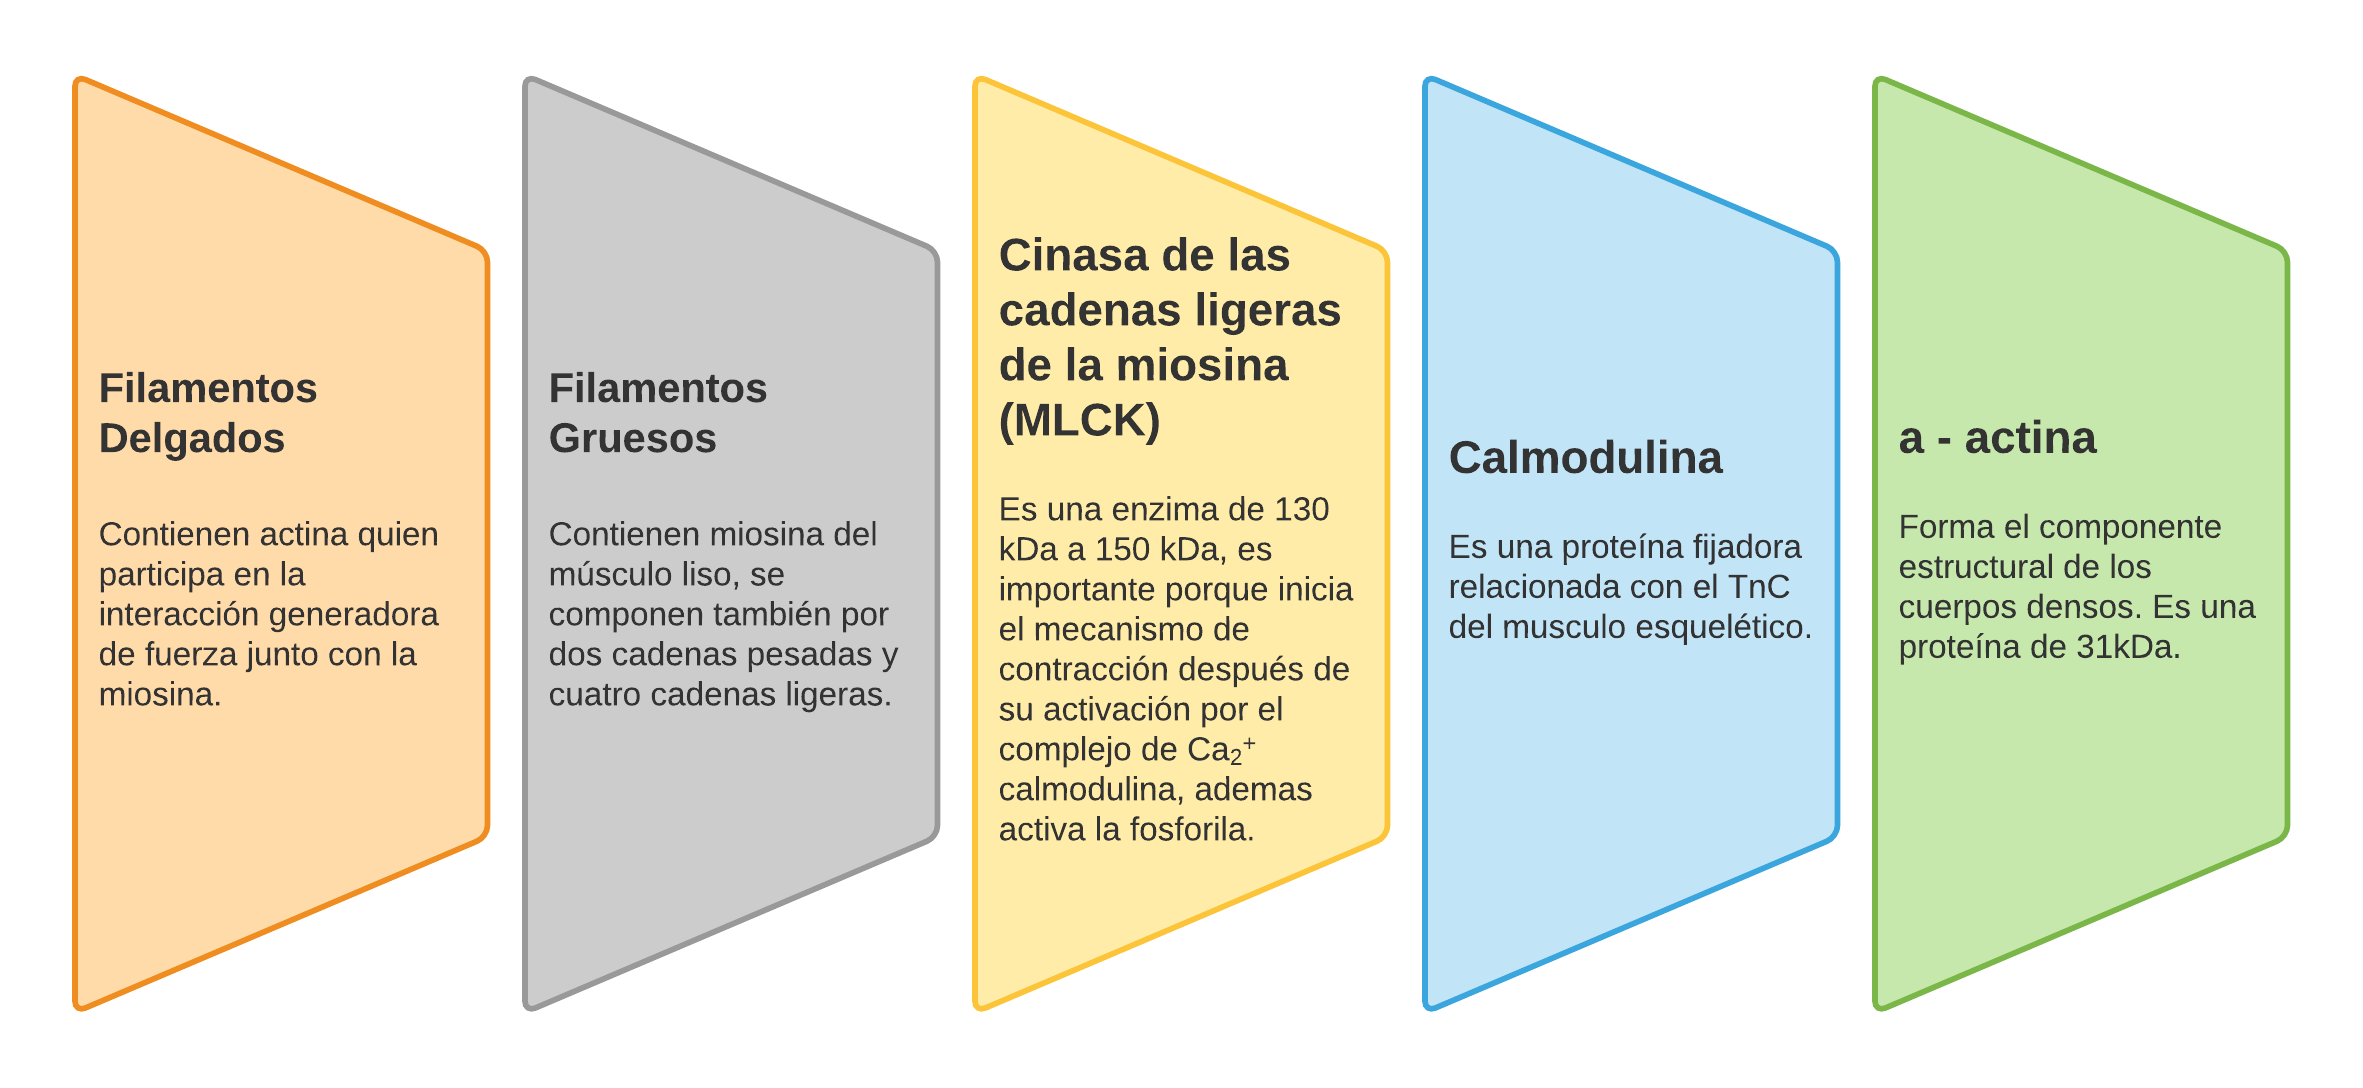 Filamentos
Delgados
Contienen actina quien
participa en la
interacción generadora
de fuerza junto con la
miosina.
Filamentos
Gruesos
Contienen miosina del
músculo liso, se
componen también por
dos cadenas pesadas y
cuatro cadenas ligeras.
Cinasa de las
cadenas ligeras
de la miosina
(MLCK)
Es una enzima de 130
kDa a 150 kDa, es
importante porque inicia
el mecanismo de
contracción después de
su activación por el
complejo de Ca₂⁺
calmodulina, ademas
activa la fosforila.
Calmodulina
Es una proteína fijadora
relacionada con el TnC
del musculo esquelético.
a - actina
Forma el componente
estructural de los
cuerpos densos. Es una
proteína de 31kDa.